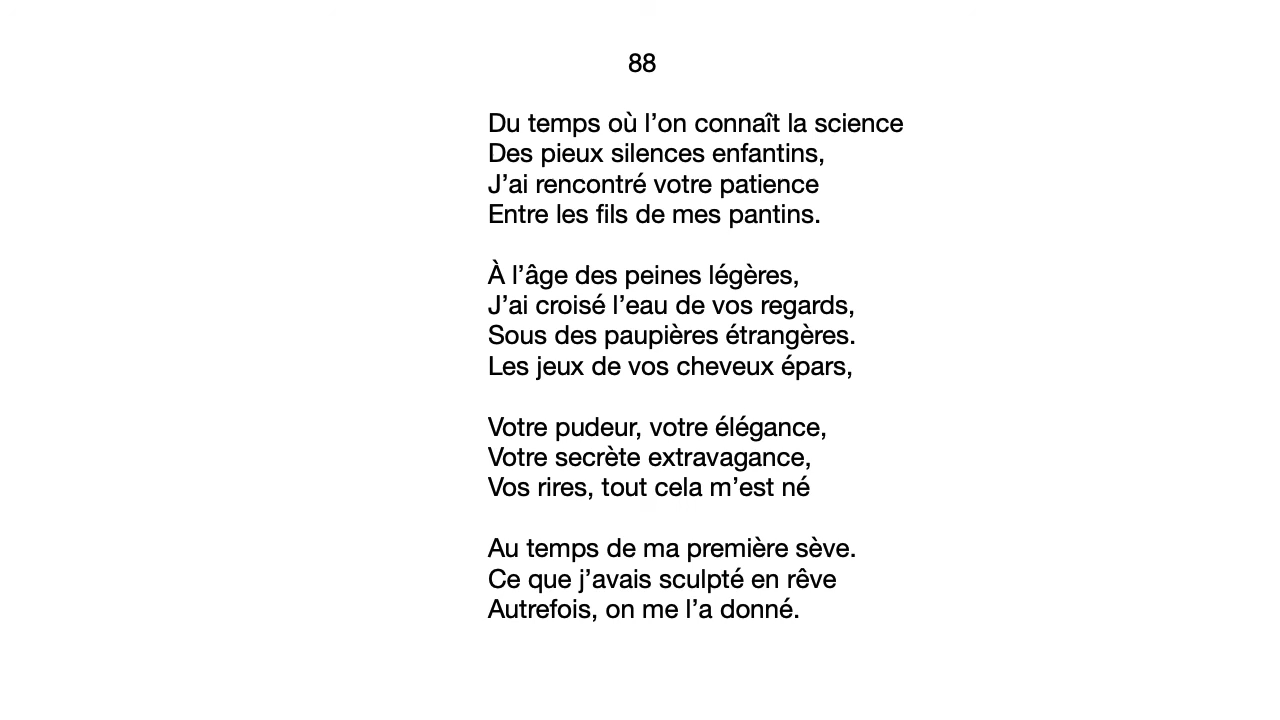 88
Du temps où l’on connaît la science
Des pieux silences enfantins,
J’ai rencontré votre patience
Entre les fils de mes pantins.
À l’âge des peines légères,
J’ai croisé l’eau de vos regards,
Sous des paupières étrangères.
Les jeux de vos cheveux épars,
Votre pudeur, votre élégance,
Votre secrète extravagance,
Vos rires, tout cela m’est né
Au temps de ma première sève.
Ce que j’avais sculpté en rêve
Autrefois, on me l’a donné.